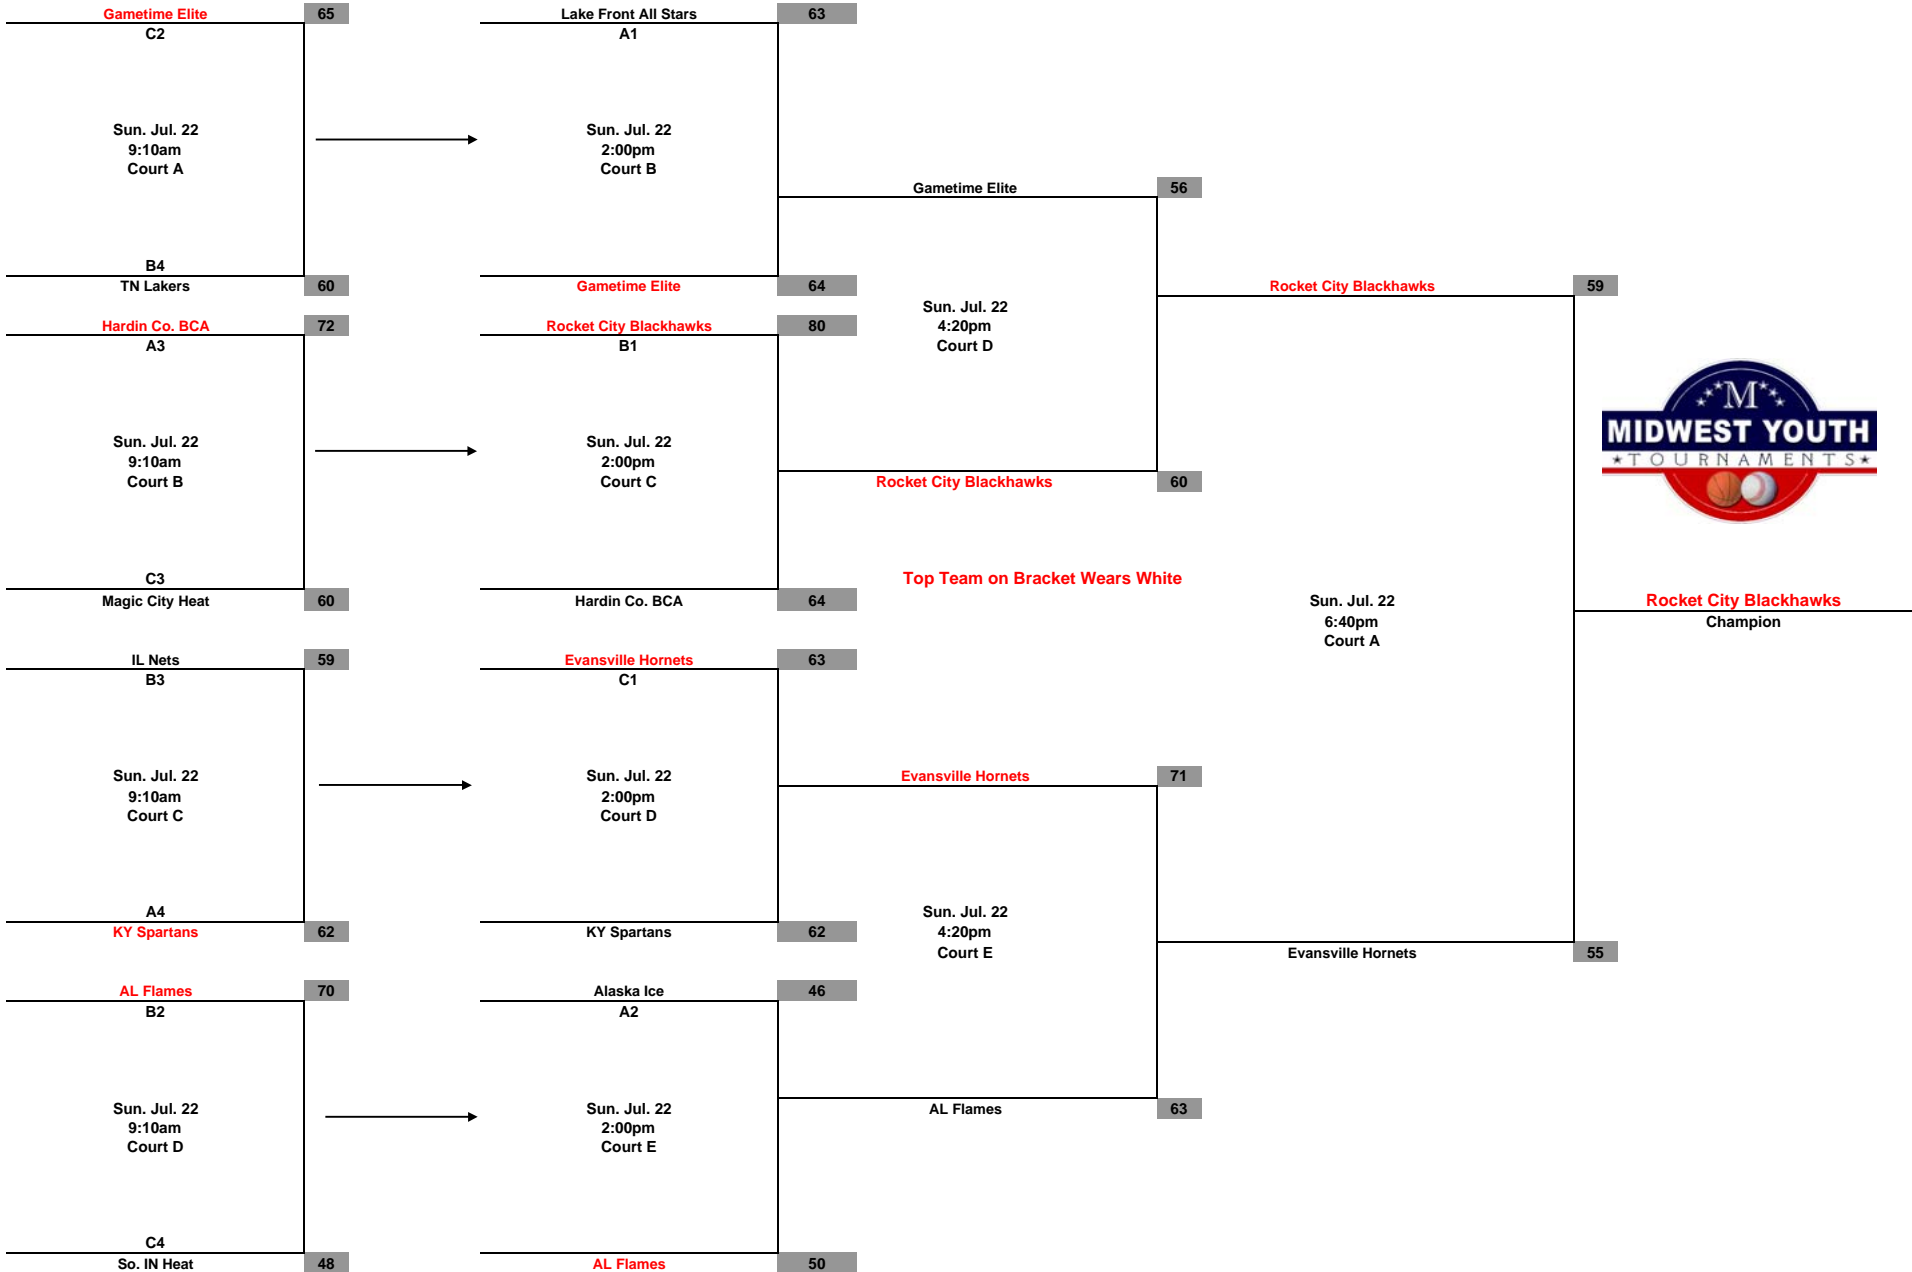 Gametime Elite 65
C2
Sun. Jul. 22
9:10am
Court A
B4
TN Lakers 60
Hardin Co. BCA 72
A3
Sun. Jul. 22
9:10am
Court B
C3
Magic City Heat 60
IL Nets 59
B3
Sun. Jul. 22
9:10am
Court C
A4
KY Spartans 62
AL Flames 70
B2
Sun. Jul. 22
9:10am
Court D
C4
So. IN Heat 48
Lake Front All Stars 63
A1
Sun. Jul. 22
2:00pm
Court B
Gametime Elite 64
Rocket City Blackhawks 80
B1
Sun. Jul. 22
2:00pm
Court C
Hardin Co. BCA 64
Evansville Hornets 63
C1
Sun. Jul. 22
2:00pm
Court D
KY Spartans 62
Alaska Ice 46
A2
Sun. Jul. 22
2:00pm
Court E
AL Flames 50
Gametime Elite 56
Sun. Jul. 22
4:20pm
Court D
Rocket City Blackhawks 60
Top Team on Bracket Wears White
Evansville Hornets 71
Sun. Jul. 22
4:20pm
Court E
AL Flames 63
Rocket City Blackhawks 59
Sun. Jul. 22
6:40pm
Court A
Evansville Hornets 55
M
MIDWEST YOUTH
TOURNAMENTS
Rocket City Blackhawks
Champion